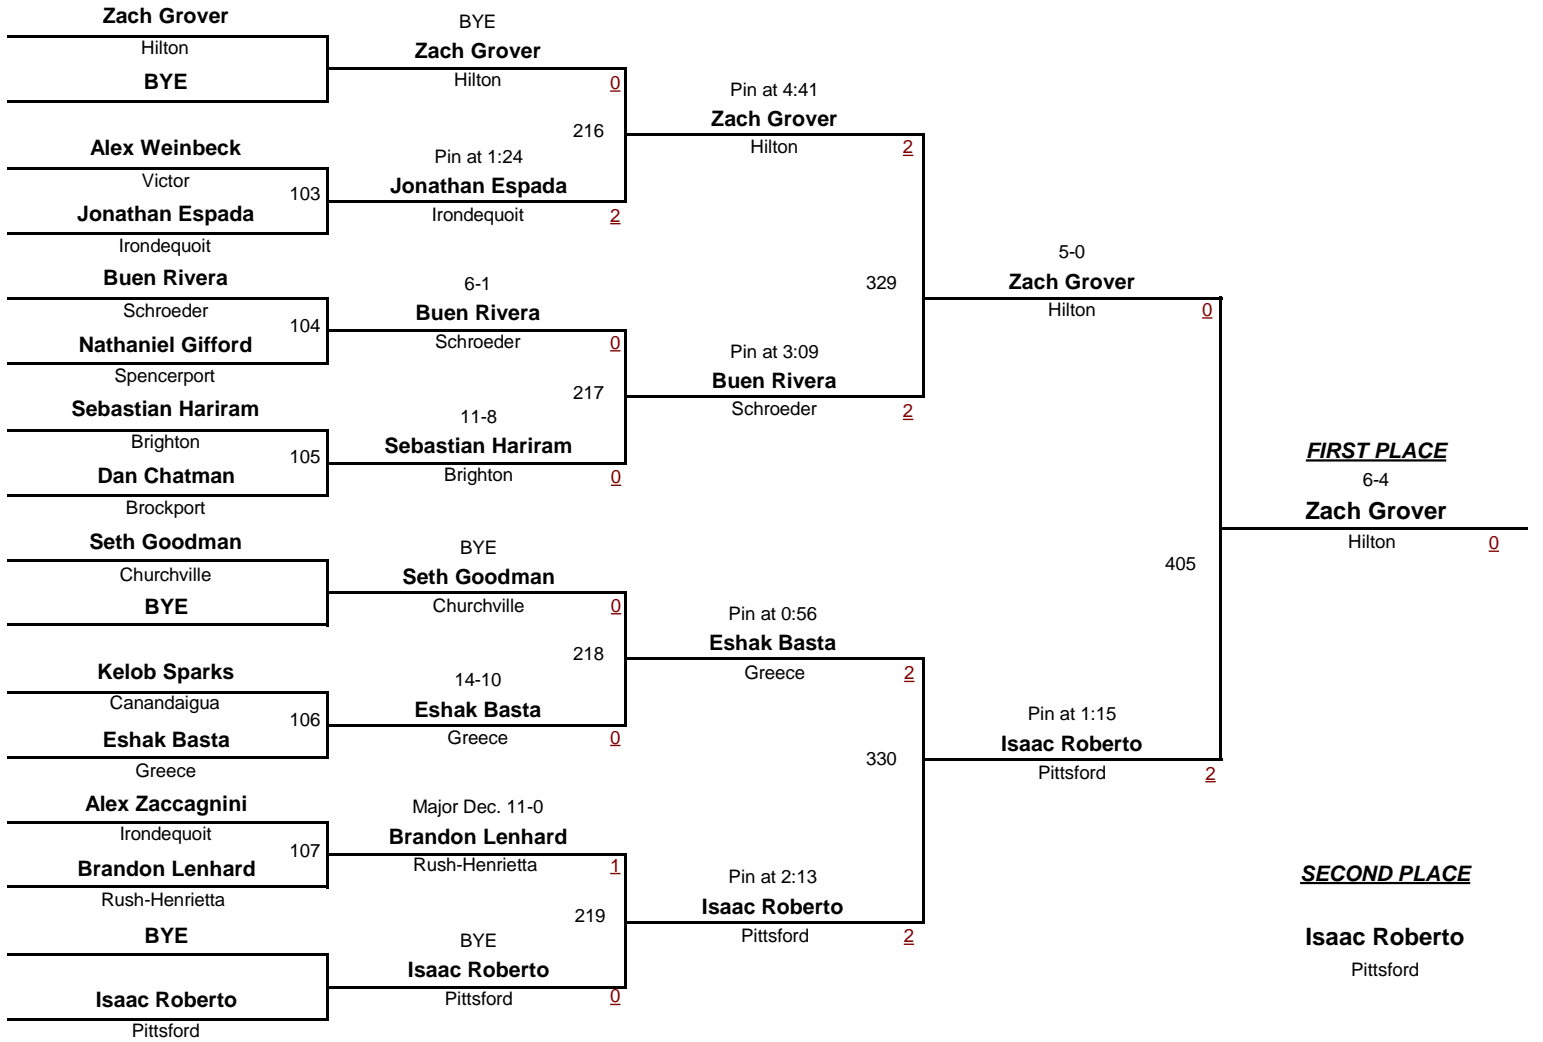 Zach Grover
Hilton
BYE
Alex Weinbeck
Victor
103
Jonathan Espada
Irondequoit
Buen Rivera
Schroeder
104
Nathaniel Gifford
Spencerport
Sebastian Hariram
Brighton
105
Dan Chatman
Brockport
Seth Goodman
Churchville
BYE
Kelob Sparks
Canandaigua
106
Eshak Basta
Greece
Alex Zaccagnini
Irondequoit
107
Brandon Lenhard
Rush-Henrietta
BYE
Isaac Roberto
Pittsford
BYE
Zach Grover
Hilton
0
216
Pin at 1:24
Jonathan Espada
Irondequoit
2
6-1
Buen Rivera
Schroeder
0
217
11-8
Sebastian Hariram
Brighton
0
BYE
Seth Goodman
Churchville
0
218
14-10
Eshak Basta
Greece
0
Major Dec. 11-0
Brandon Lenhard
Rush-Henrietta
1
219
BYE
Isaac Roberto
Pittsford
0
Pin at 4:41
Zach Grover
Hilton
2
329
Pin at 3:09
Buen Rivera
Schroeder
2
Pin at 0:56
Eshak Basta
Greece
2
330
Pin at 2:13
Isaac Roberto
Pittsford
2
5-0
Zach Grover
Hilton
0
405
Pin at 1:15
Isaac Roberto
Pittsford
2
FIRST PLACE
6-4
Zach Grover
Hilton
0
SECOND PLACE
Isaac Roberto
Pittsford